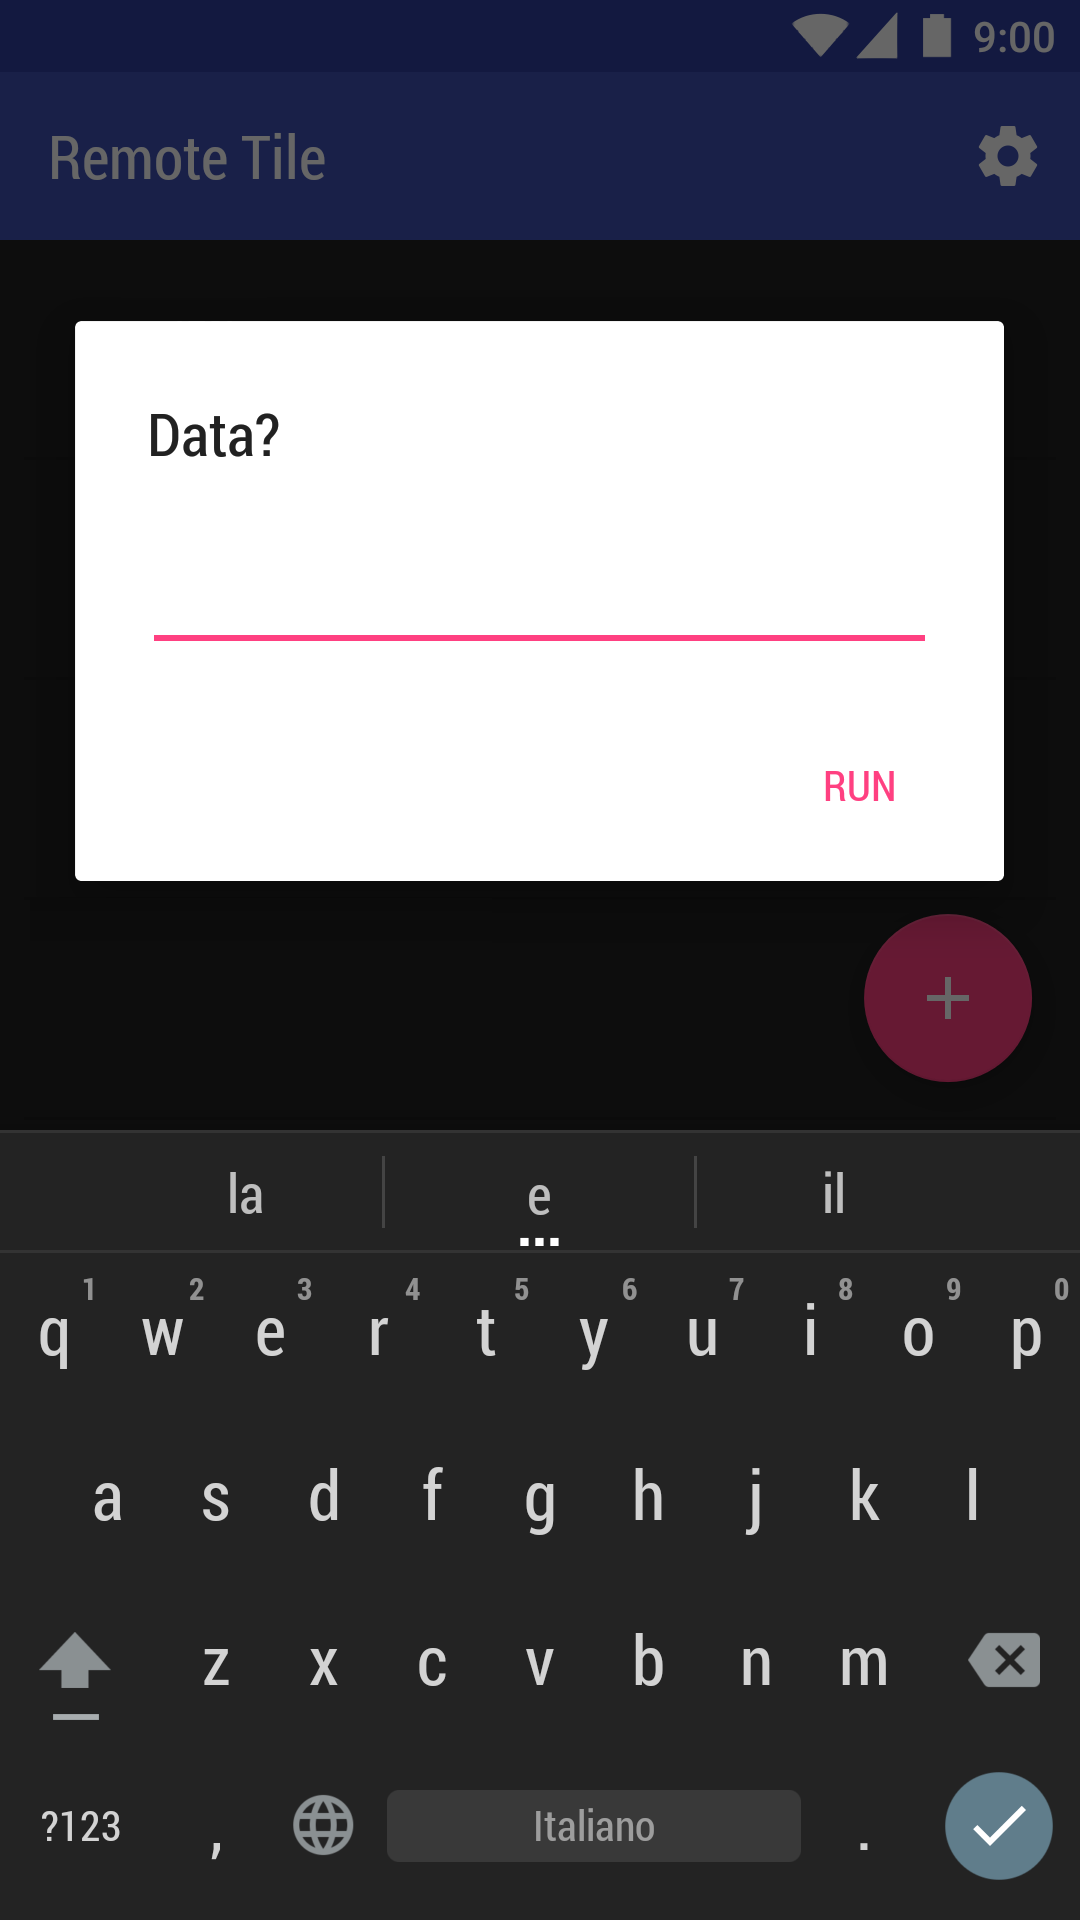 9:00
Remote Tile
Data?
RUN
la e il
1 2 3 4 5 6 7 8 9 0
q w e r t y u i o p
a s d f g h j k l
z x c v b n m
?123 , Italiano .